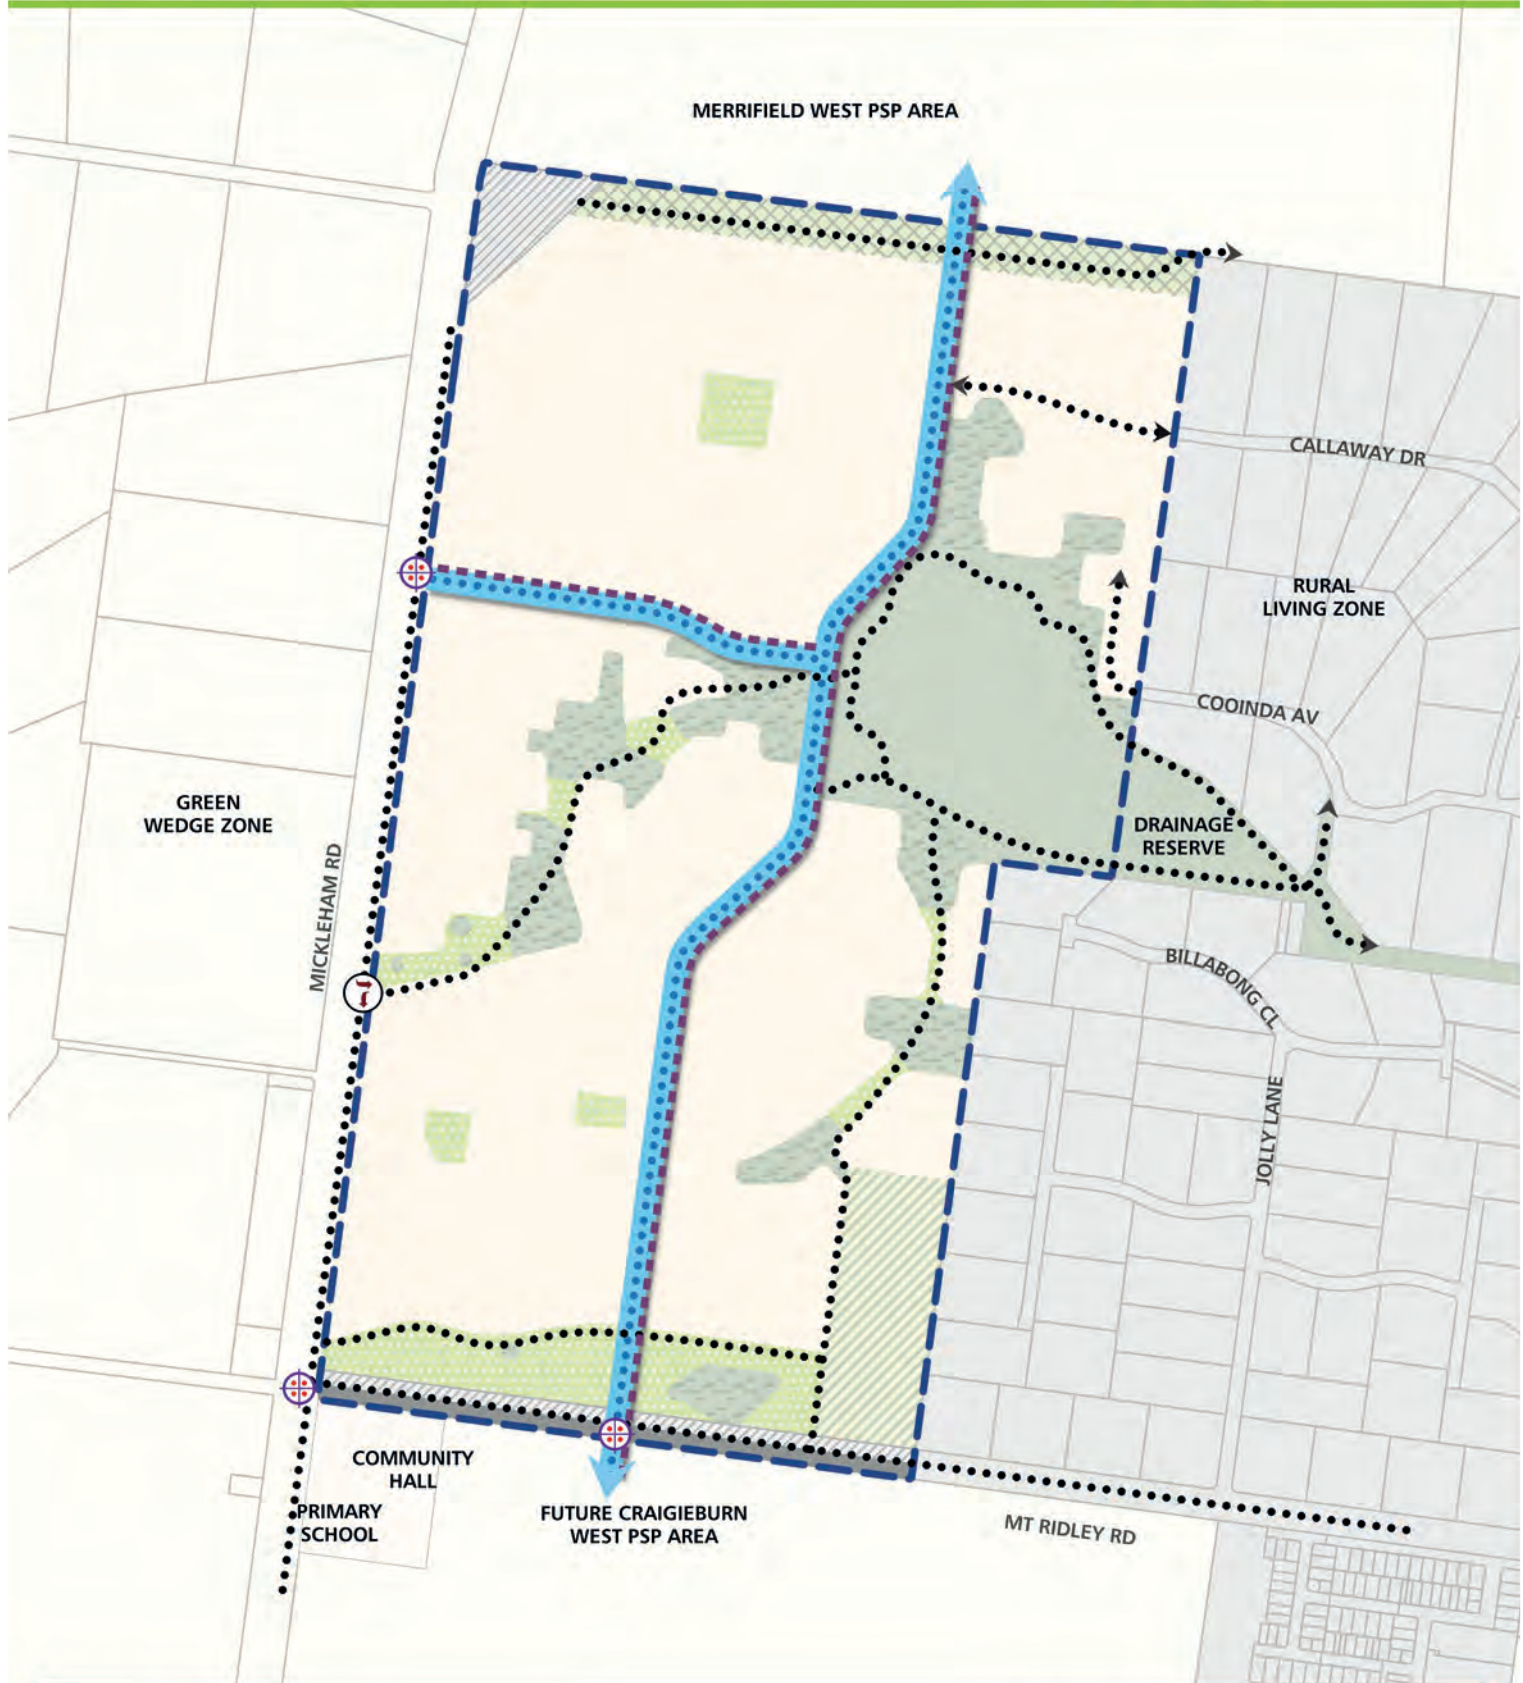 MERRIFIELD WEST PSP AREA
CALLAWAY DR
RURAL
LIVING ZONE
COOINDA AV
GREEN
WEDGE ZONE
DRAINAGE
RESERVE
MICKLEHAM RD
BILLABONG CL
JOLLY LANE
COMMUNITY
HALL
PRIMARY
SCHOOL
FUTURE CRAIGIEBURN
WEST PSP AREA
MT RIDLEY RD